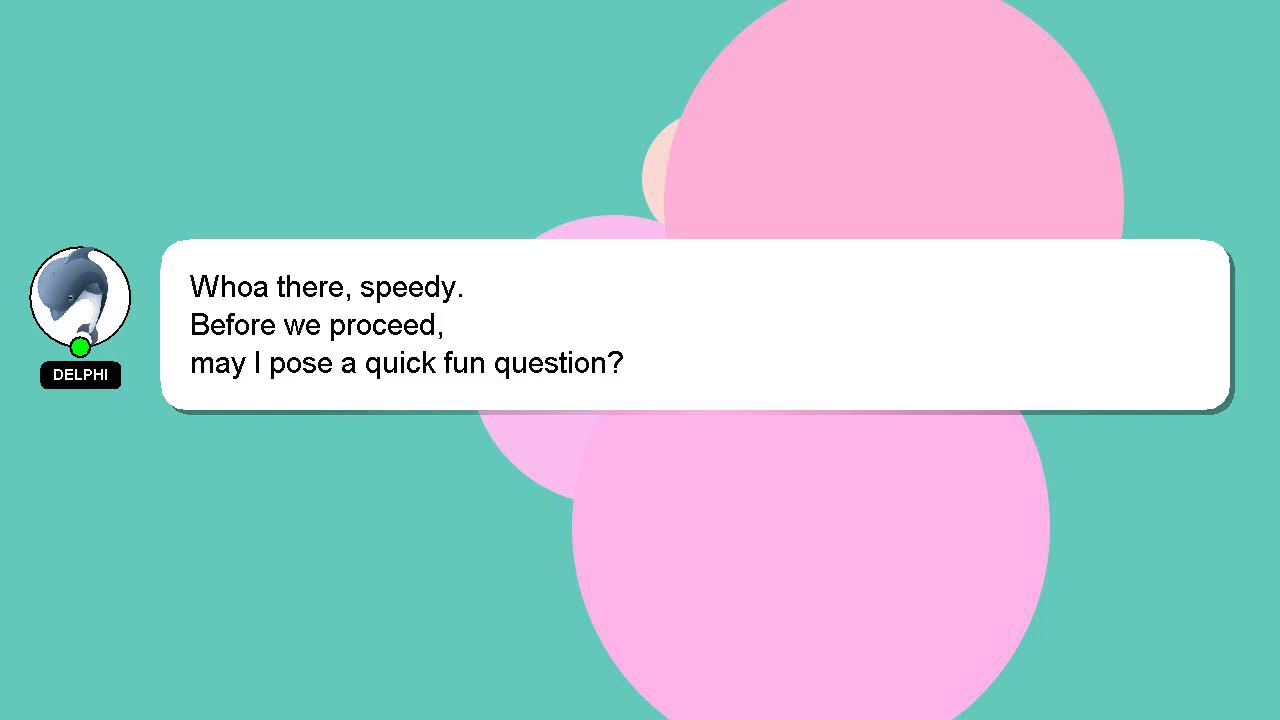 Whoa there, speedy.
Before we proceed,
may I pose a quick fun question?
DELPHI